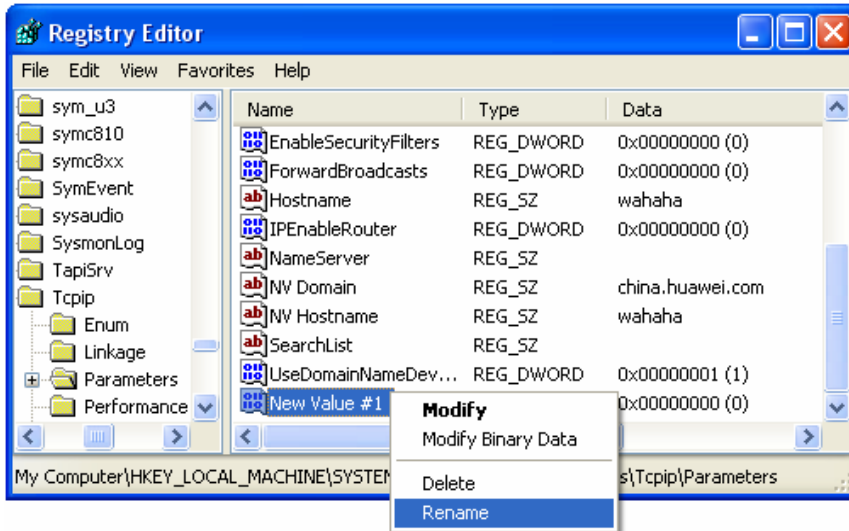 Registry Editor
File Edit View Favorites Help
sym_u3
symc810
symc8xx
SymEvent
sysaudio
SysmonLog
TapiSrv
Tcpip
Enum
Linkage
Parameters
Performance
Name Type Data
EnableSecurityFilters REG_DWORD 0x00000000 (0)
ForwardBroadcasts REG_DWORD 0x00000000 (0)
Hostname REG_SZ wahaha
IPEnableRouter REG_DWORD 0x00000000 (0)
NameServer REG_SZ
NV Domain REG_SZ china.huawei.com
NV Hostname REG_SZ wahaha
SearchList REG_SZ
UseDomainNameDev... REG_DWORD 0x00000001 (1)
New Value #1 0x00000000 (0)
Modify
Modify Binary Data
Delete
Rename
My Computer\HKEY_LOCAL_MACHINE\SYSTEM s\Tcpip\Parameters